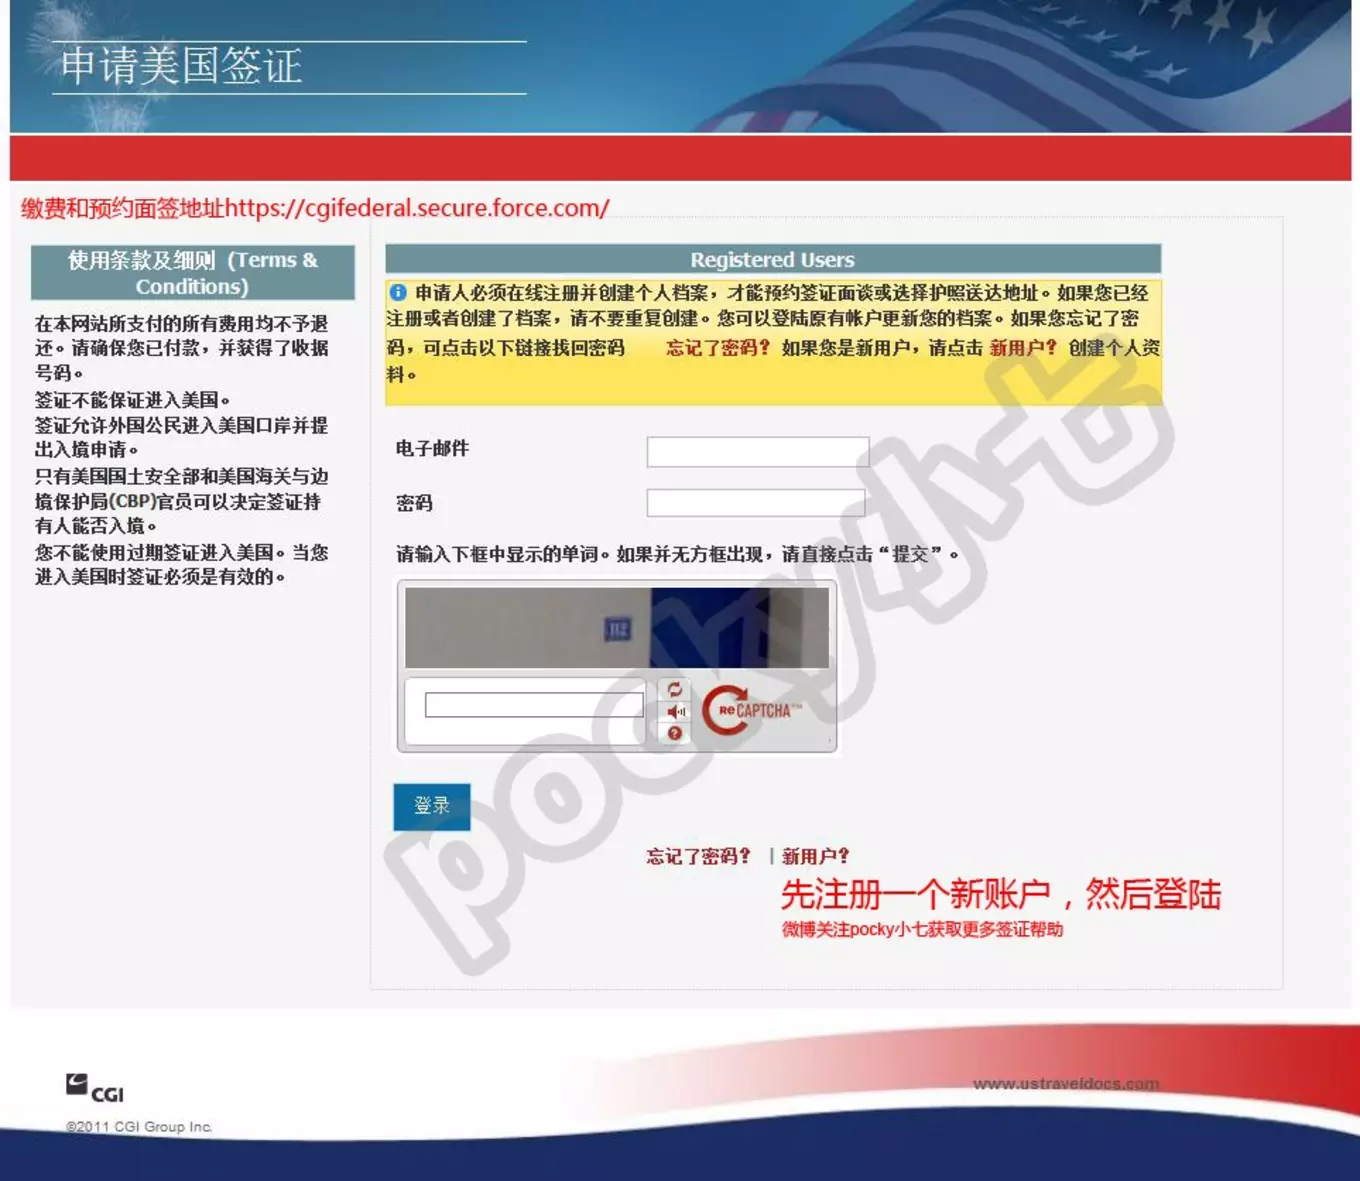 申请美国签证
缴费和预约面签地址https://cgifederal.secure.force.com/
使用条款及细则 (Terms &
Conditions)
在本网站所支付的所有费用均不予退
还。请确保您已付款，并获得了收据
号码。
签证不能保证进入美国。
签证允许外国公民进入美国口岸并提
出入境申请。
只有美国国土安全部和美国海关与边
境保护局(CBP)官员可以决定签证持
有人能否入境。
您不能使用过期签证进入美国。当您
进入美国时签证必须是有效的。
Registered Users
申请人必须在线注册并创建个人档案，才能预约签证面谈或选择护照送达地址。如果您已经
注册或者创建了档案，请不要重复创建。您可以登陆原有帐户更新您的档案。如果您忘记了密
码，可点击以下链接找回密码 忘记了密码？ 如果您是新用户，请点击 新用户？ 创建个人资
料。
电子邮件
密码
请输入下框中显示的单词。如果并无方框出现，请直接点击“提交”。
112
ReCAPTCHA™
登录
忘记了密码？ | 新用户？
先注册一个新账户，然后登陆
微博关注pocky小七获取更多签证帮助
pocky小七
CGI
www.ustraveldocs.com
©2011 CGI Group Inc.